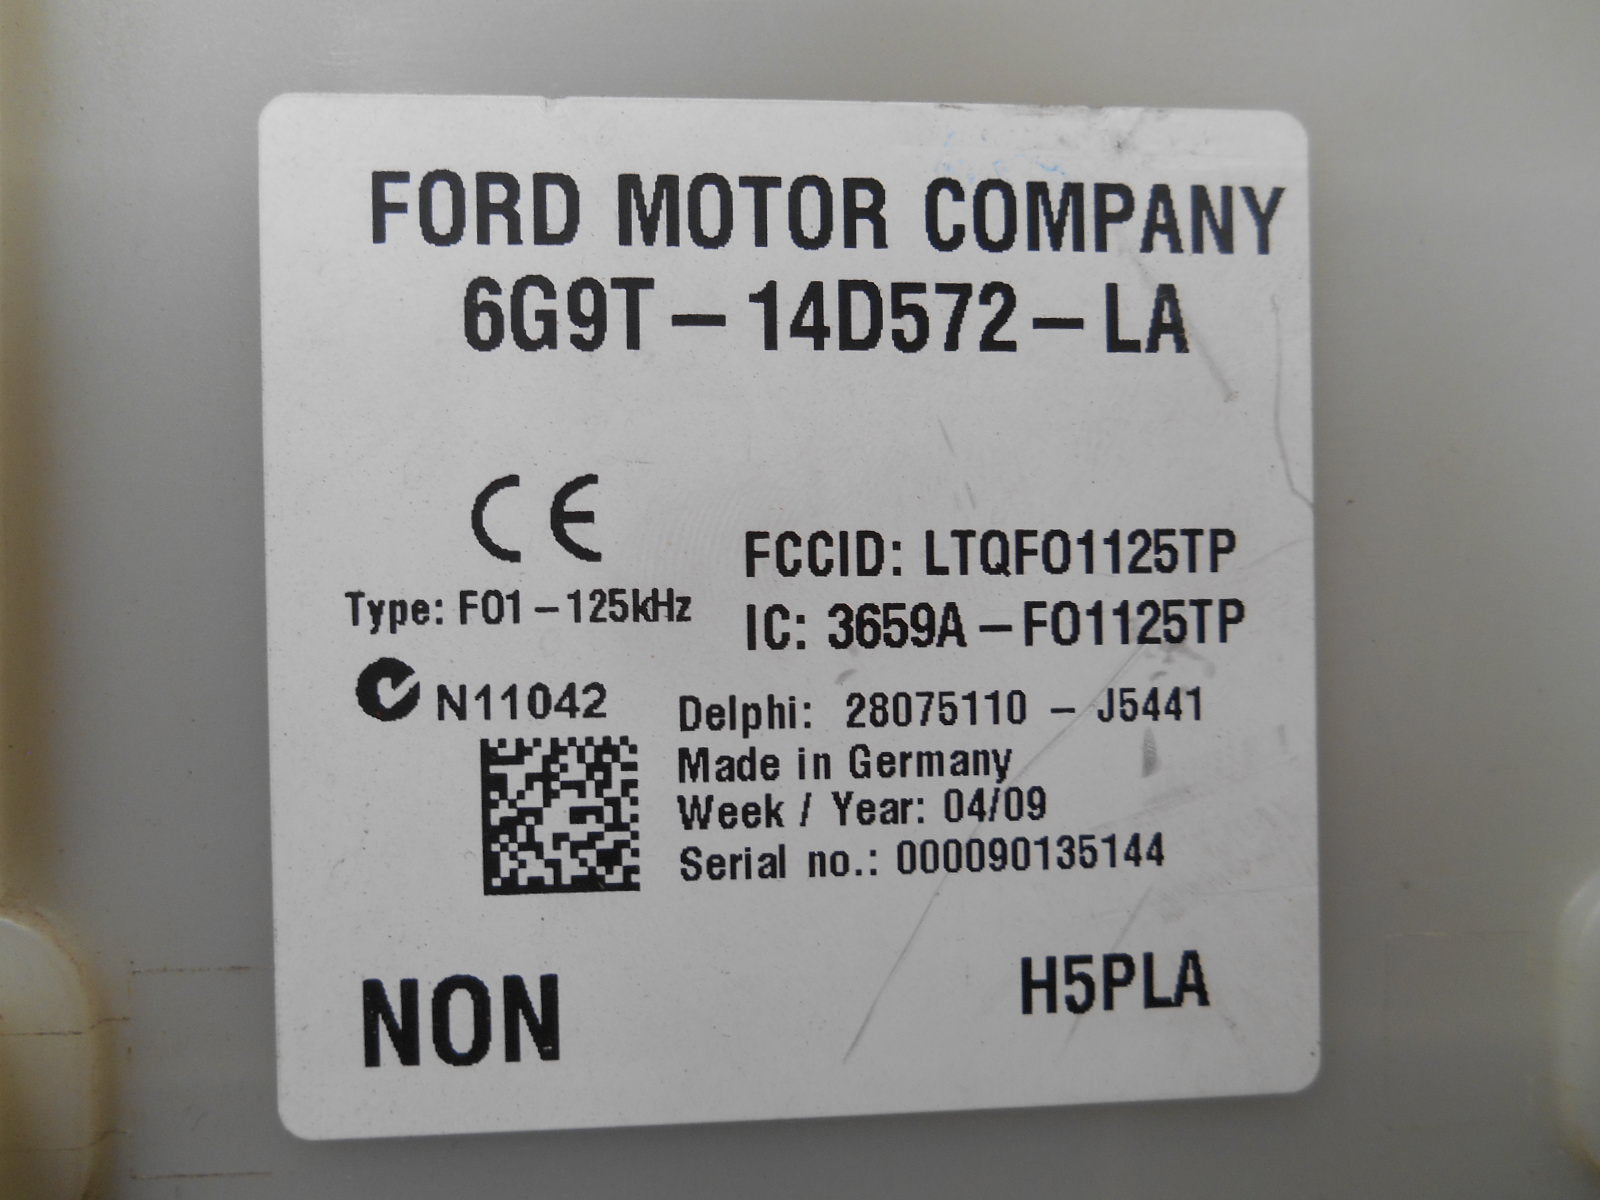 FORD MOTOR COMPANY
6G9T-14D572-LA
CE
Type: F01-125kHz
FCCID: LTQFO1125TP
IC: 3659A-FO1125TP
N11042
Delphi: 28075110 - J5441
Made in Germany
Week / Year: 04/09
Serial no.: 000090135144
NON
H5PLA